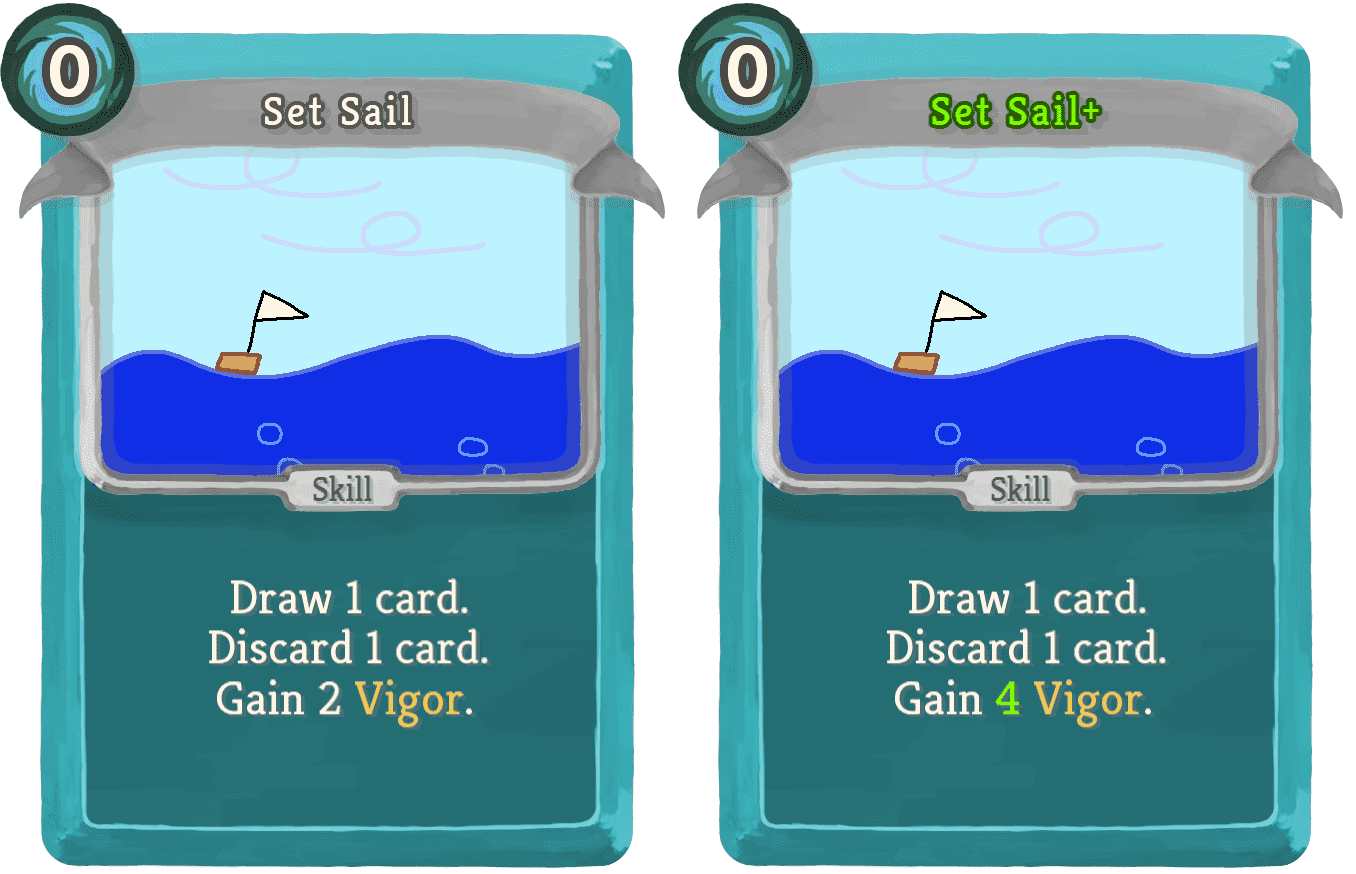 0
Set Sail
Skill
Draw 1 card.
Discard 1 card.
Gain 2 Vigor.
0
Set Sail+
Skill
Draw 1 card.
Discard 1 card.
Gain 4 Vigor.